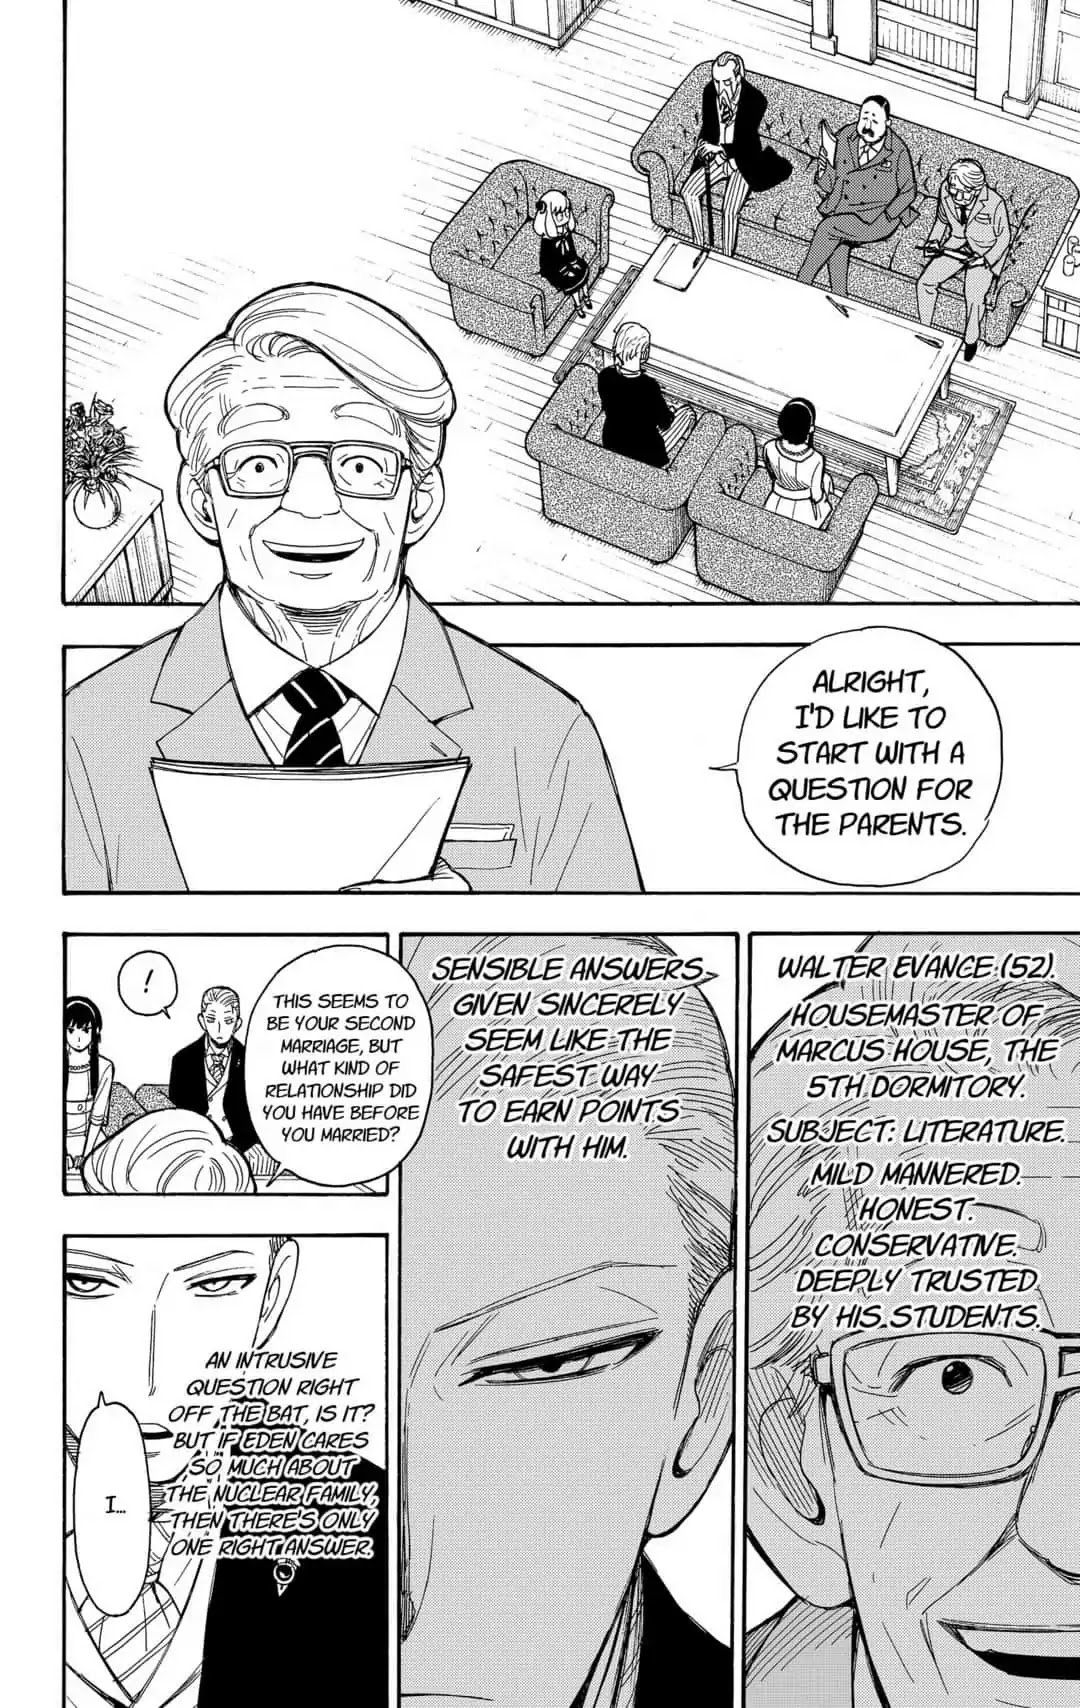 ALRIGHT,
I'D LIKE TO
START WITH A
QUESTION FOR
THE PARENTS.
WALTER EVANCE (52).
HOUSEMASTER OF
MARCUS HOUSE, THE
5TH DORMITORY.
SUBJECT: LITERATURE.
MILD MANNERED.
HONEST.
CONSERVATIVE.
DEEPLY TRUSTED
BY HIS STUDENTS.
SENSIBLE ANSWERS
GIVEN SINCERELY
SEEM LIKE THE
SAFEST WAY
TO EARN POINTS
WITH HIM.
THIS SEEMS TO
BE YOUR SECOND
MARRIAGE, BUT
WHAT KIND OF
RELATIONSHIP DID
YOU HAVE BEFORE
YOU MARRIED?
!
AN INTRUSIVE
QUESTION RIGHT
OFF THE BAT, IS IT?
BUT IF EDEN CARES
SO MUCH ABOUT
THE NUCLEAR FAMILY,
THEN THERE'S ONLY
ONE RIGHT ANSWER.
I...